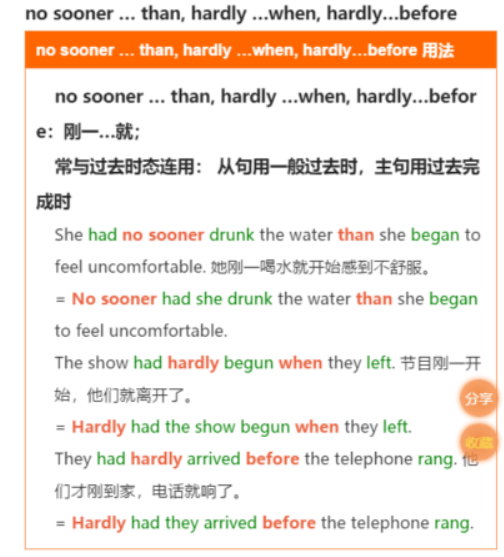 no sooner ... than, hardly ...when, hardly...before
no sooner ... than, hardly ...when, hardly...before 用法
no sooner ... than, hardly ...when, hardly...befor
e：刚一...就；
常与过去时态连用： 从句用一般过去时，主句用过去完
成时
She had no sooner drunk the water than she began to
feel uncomfortable. 她刚一喝水就开始感到不舒服。
= No sooner had she drunk the water than she began
to feel uncomfortable.
The show had hardly begun when they left. 节目刚一开
始，他们就离开了。
分享
= Hardly had the show begun when they left.
收藏
They had hardly arrived before the telephone rang. 他
们才刚到家，电话就响了。
= Hardly had they arrived before the telephone rang.